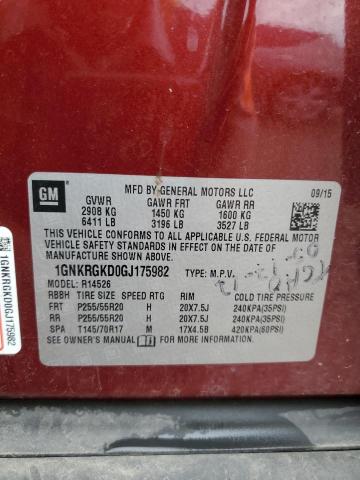 GM
MFD BY GENERAL MOTORS LLC
09/15
GVWR GAWR FRT GAWR RR
2908 KG 1450 KG 1600 KG
6411 LB 3196 LB 3527 LB
THIS VEHICLE CONFORMS TO ALL APPLICABLE U.S. FEDERAL
MOTOR VEHICLE SAFETY AND THEFT PREVENTION
STANDARDS IN EFFECT ON THE DATE OF
MANUFACTURE SHOWN ABOVE.
1GNKRGKD0GJ175982 TYPE: M.P.V.
MODEL: R14526
RBBH TIRE SIZE SPEED RTG RIM COLD TIRE PRESSURE
FRT P255/55R20 H 20X7.5J 240KPA(35PSI)
RR P255/55R20 H 20X7.5J 240KPA(35PSI)
SPA T145/70R17 M 17X4.5B 420KPA(60PSI)
SEE OWNER'S MANUAL FOR MORE INFORMATION.
1GNKRGKD0GJ175982